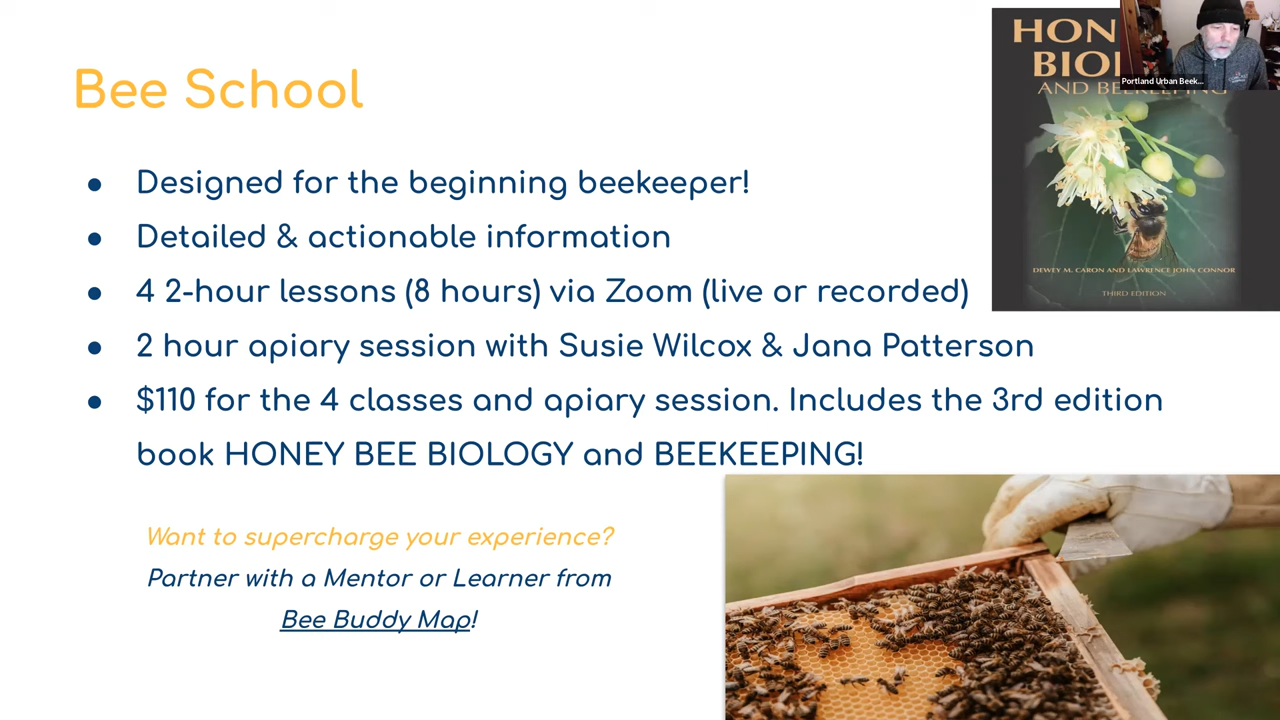 Bee School
● Designed for the beginning beekeeper!
● Detailed & actionable information
● 4 2-hour lessons (8 hours) via Zoom (live or recorded)
● 2 hour apiary session with Susie Wilcox & Jana Patterson
● $110 for the 4 classes and apiary session. Includes the 3rd edition
book HONEY BEE BIOLOGY and BEEKEEPING!
Want to supercharge your experience?
Partner with a Mentor or Learner from
Bee Buddy Map!
HON
BIO
AND BEEKEEPING
DEWEY M. CARON AND LAWRENCE JOHN CONNOR
THIRD EDITION
Portland Urban Beek...